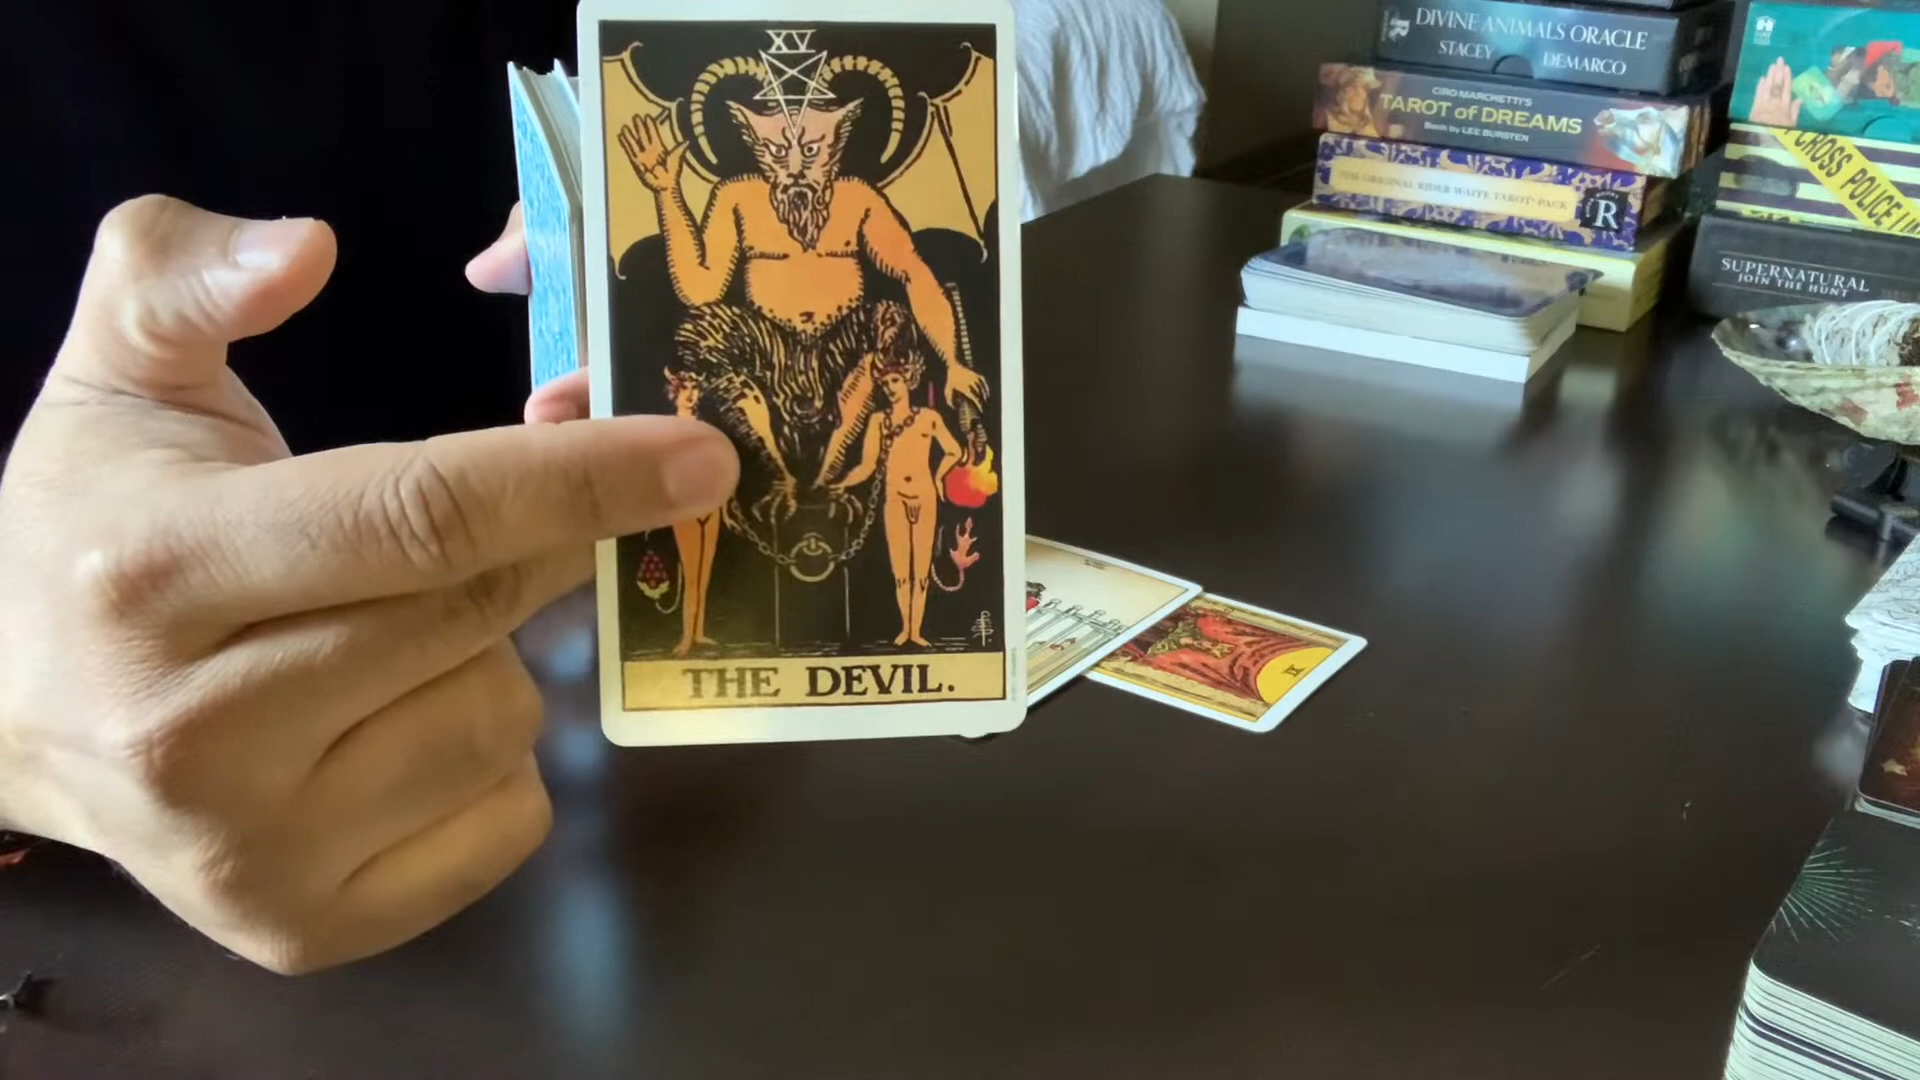 XV
THE DEVIL.
DIVINE ANIMALS ORACLE
STACEY DEMARCO
CIRO MARCHETTI'S
TAROT of DREAMS
Book by LEE BURSTEN
THE ORIGINAL RIDER WAITE TAROT PACK
R
CROSS POLICE LIN
SUPERNATURAL
JOIN THE HUNT